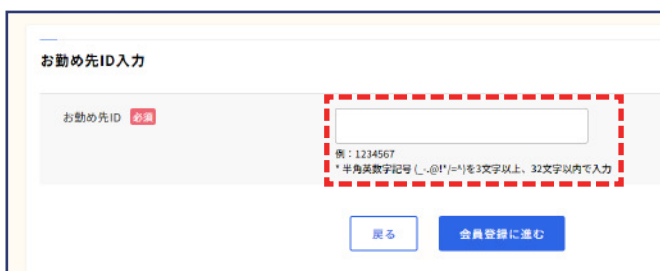 お勤め先ID入力
お勤め先ID 必須
例：1234567
* 半角英数字記号 (_-.@!*/=^)を3文字以上、32文字以内で入力
戻る
会員登録に進む